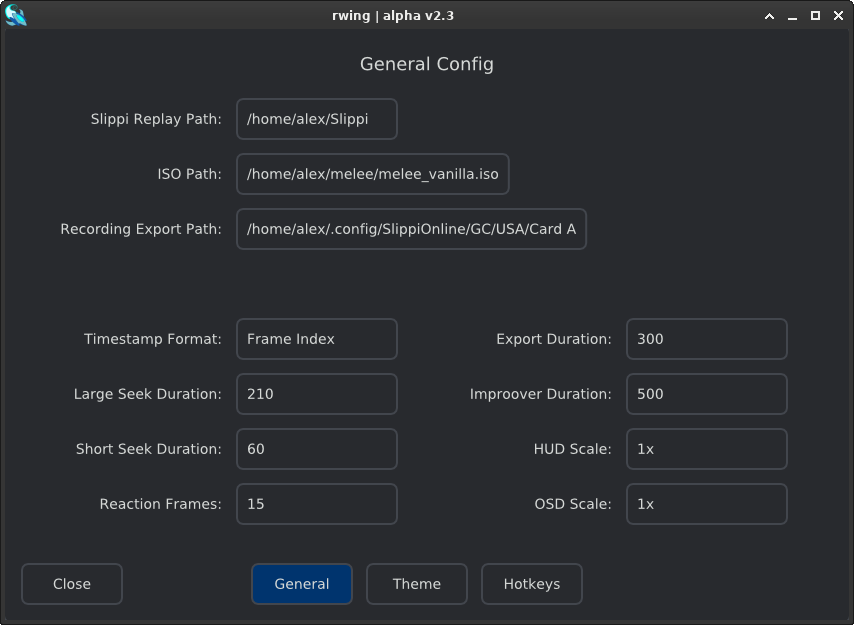 rwing | alpha v2.3
General Config
Slippi Replay Path: /home/alex/Slippi
ISO Path: /home/alex/melee/melee_vanilla.iso
Recording Export Path: /home/alex/.config/SlippiOnline/GC/USA/Card A
Timestamp Format: Frame Index Export Duration: 300
Large Seek Duration: 210 Improover Duration: 500
Short Seek Duration: 60 HUD Scale: 1x
Reaction Frames: 15 OSD Scale: 1x
Close General Theme Hotkeys